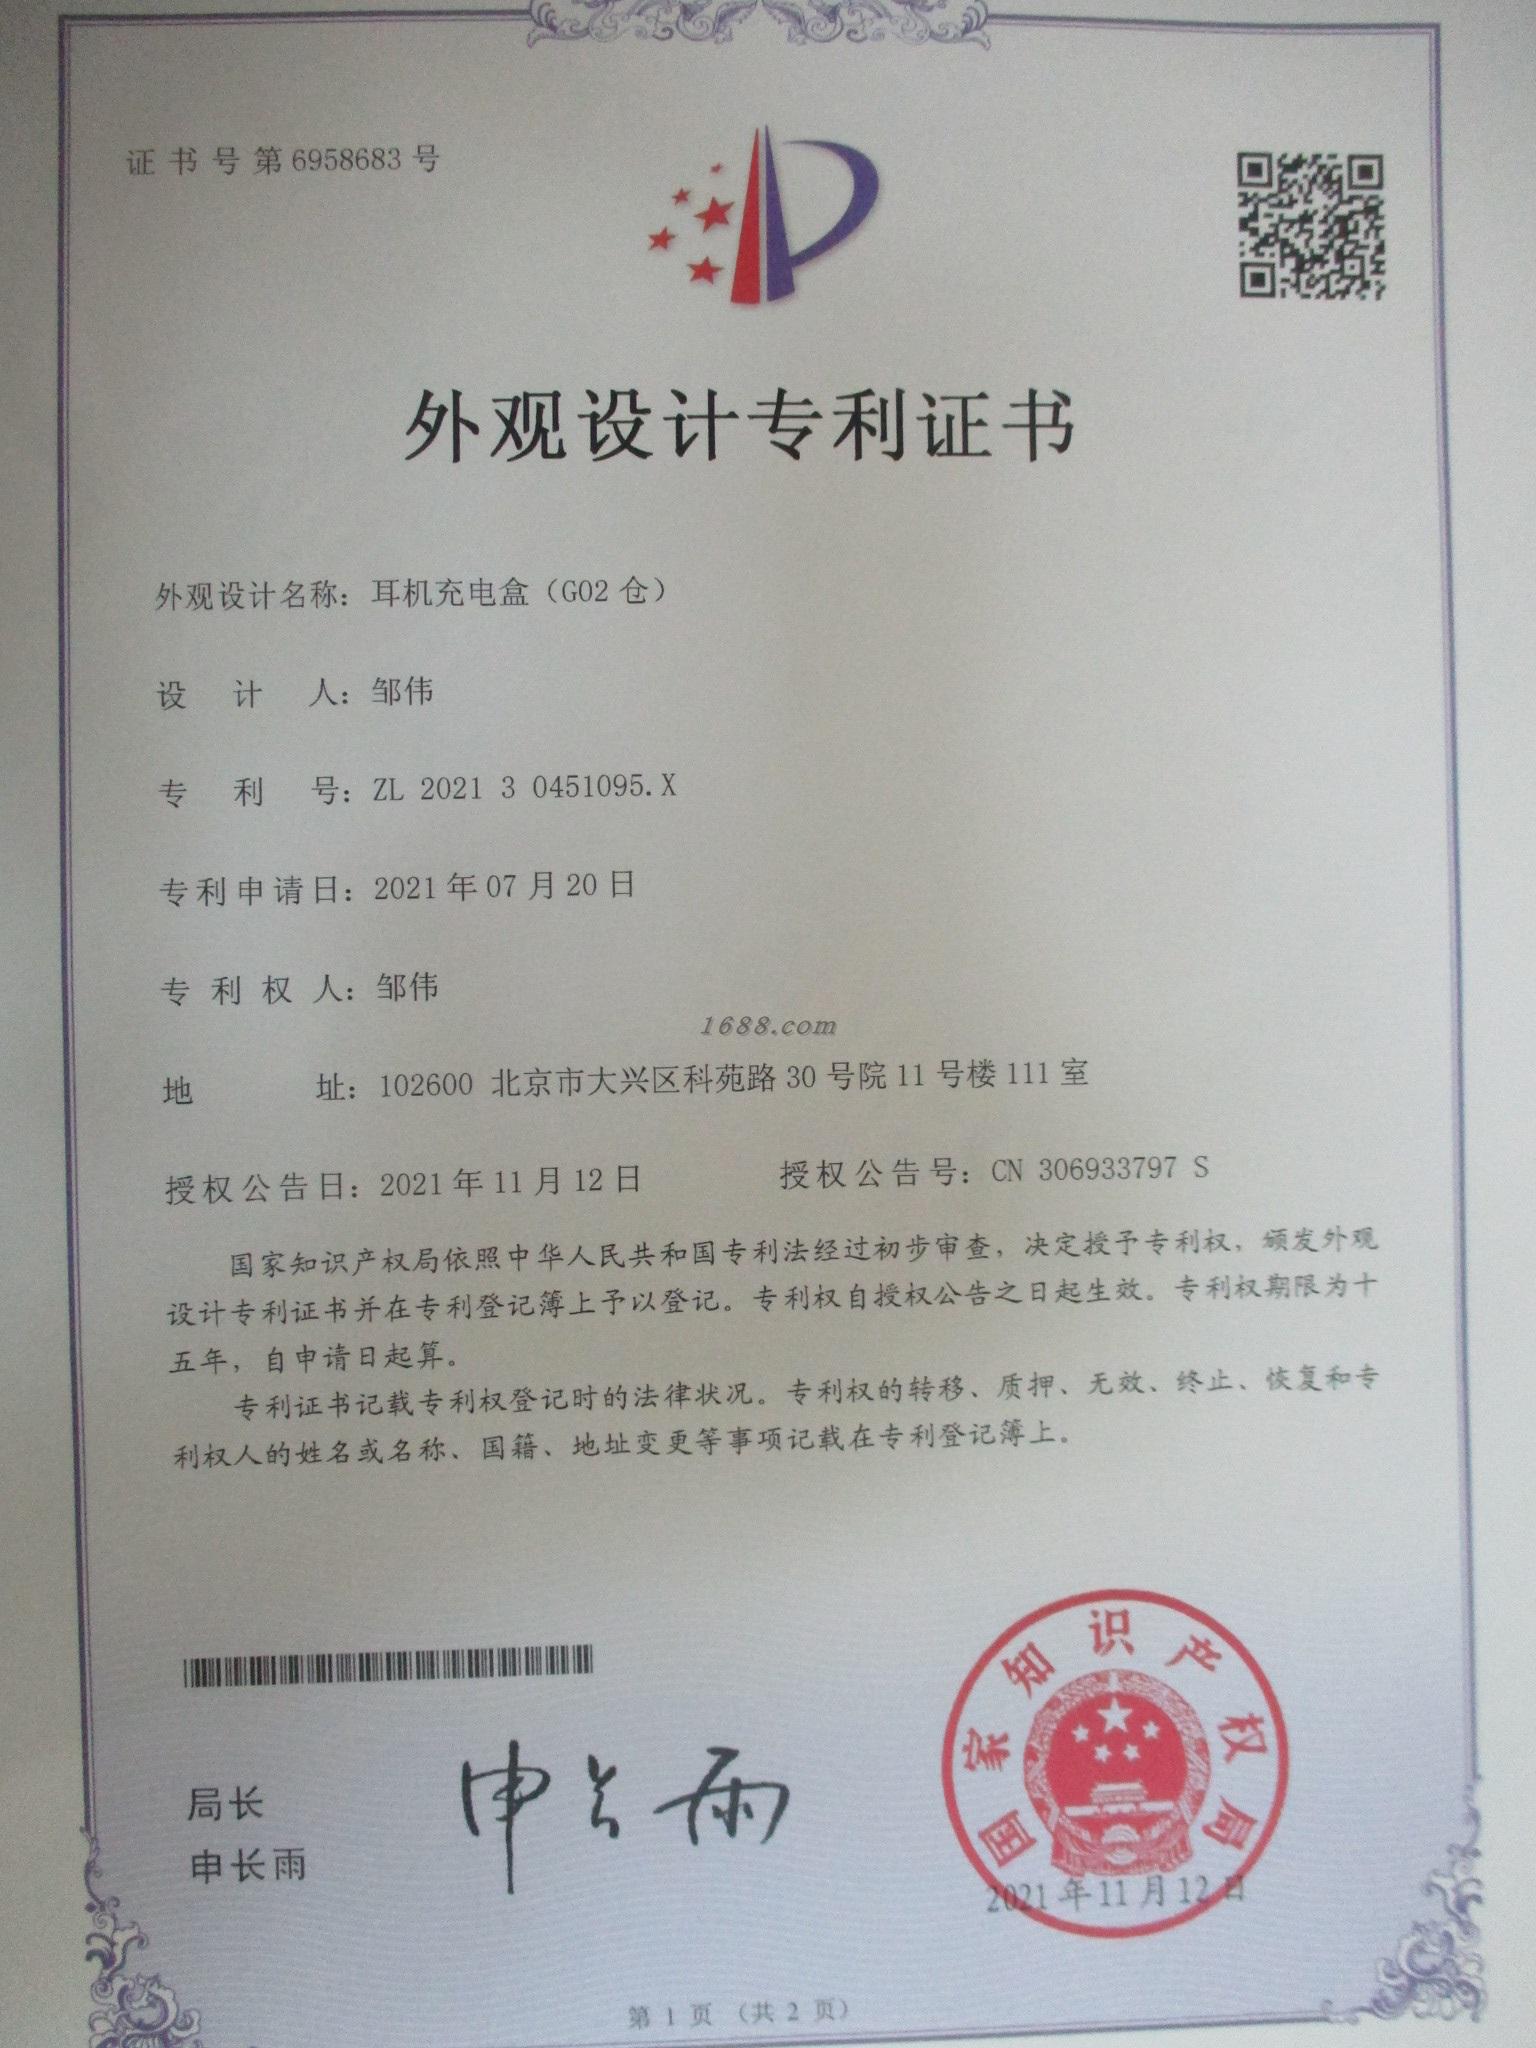 证书号第6958683号
外观设计专利证书
外观设计名称：耳机充电盒（G02仓）
设计人：邹伟
专利号：ZL 2021 3 0451095.X
专利申请日：2021年07月20日
专利权人：邹伟
1688.com
地址：102600 北京市大兴区科苑路30号院11号楼111室
授权公告日：2021年11月12日 授权公告号：CN 306933797 S
国家知识产权局依照中华人民共和国专利法经过初步审查，决定授予专利权，颁发外观
设计专利证书并在专利登记簿上予以登记。专利权自授权公告之日起生效。专利权期限为十
五年，自申请日起算。
专利证书记载专利权登记时的法律状况。专利权的转移、质押、无效、终止、恢复和专
利权人的姓名或名称、国籍、地址变更等事项记载在专利登记簿上。
局长
申长雨
申长雨
国家知识产权局
2021年11月12日
第 1 页 （共 2 页）